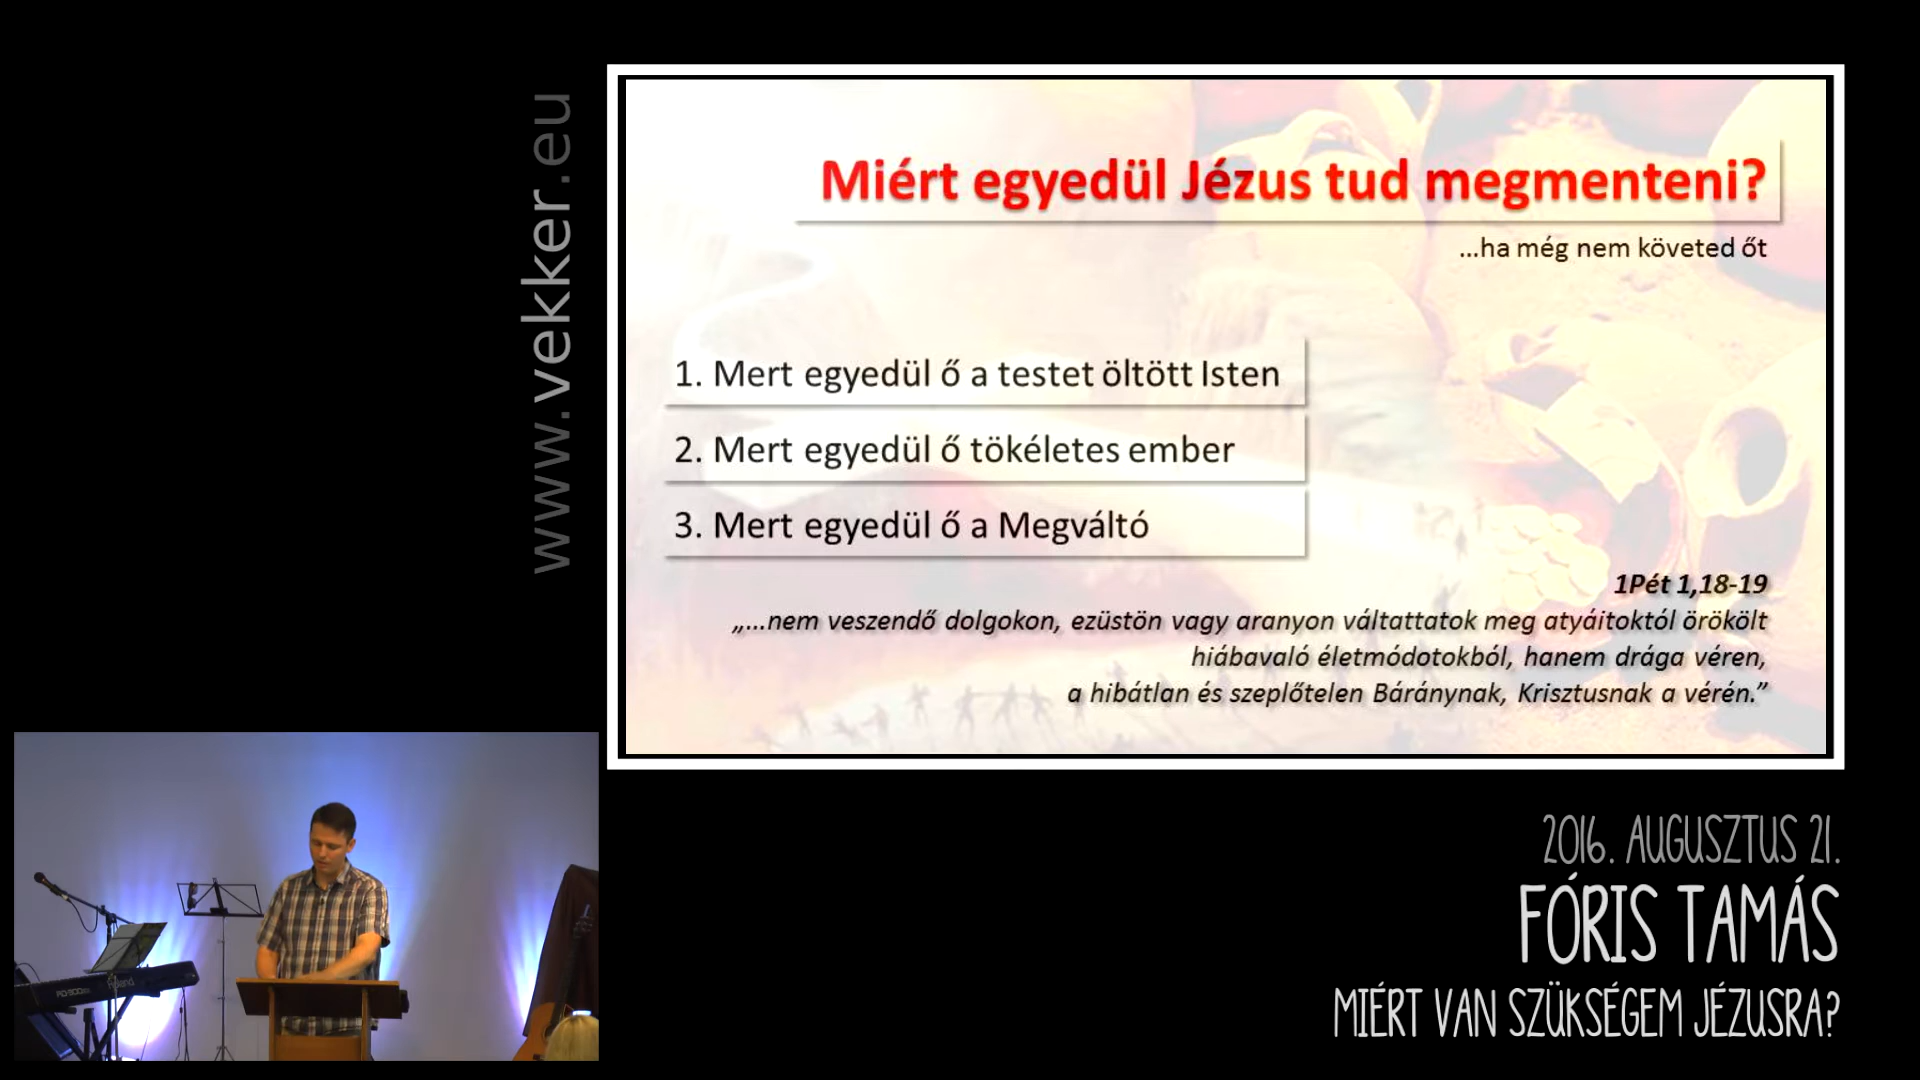 www.vekker.eu
Miért egyedül Jézus tud megmenteni?
...ha még nem követed őt
1. Mert egyedül ő a testet öltött Isten
2. Mert egyedül ő tökéletes ember
3. Mert egyedül ő a Megváltó
1Pét 1,18-19
„...nem veszendő dolgokon, ezüstön vagy aranyon váltattatok meg atyáitoktól örökölt
hiábavaló életmódotokból, hanem drága véren,
a hibátlan és szeplőtelen Báránynak, Krisztusnak a vérén.”
2016. AUGUSZTUS 21.
FÓRIS TAMÁS
MIÉRT VAN SZÜKSÉGEM JÉZUSRA?
Roland